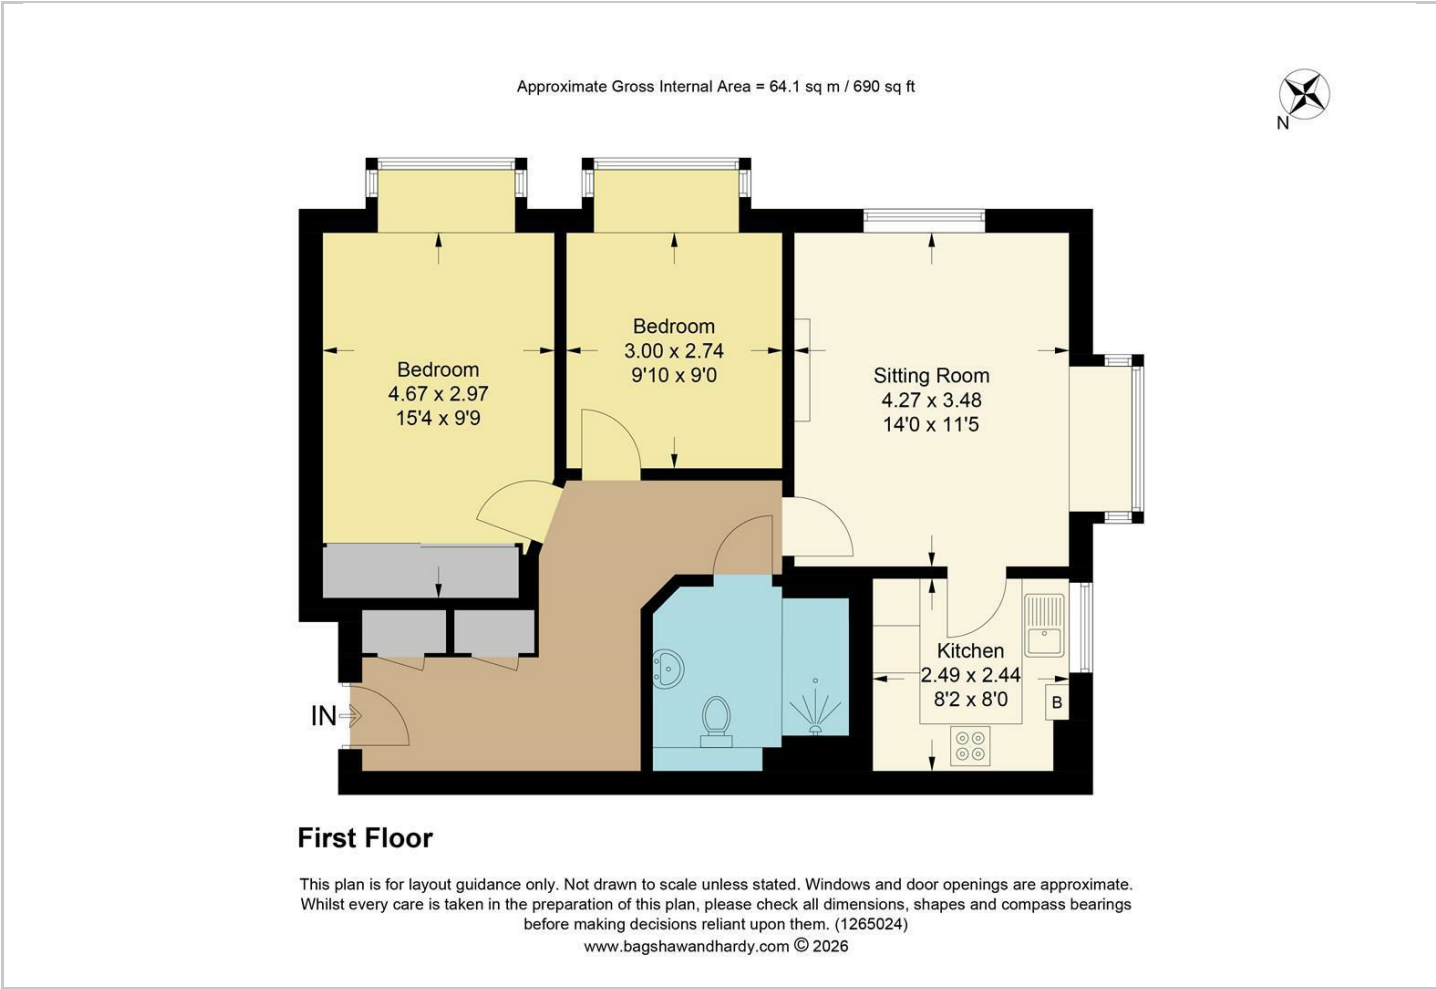 Approximate Gross Internal Area = 64.1 sq m / 690 sq ft
N
Bedroom
4.67 x 2.97
15'4 x 9'9
Bedroom
3.00 x 2.74
9'10 x 9'0
Sitting Room
4.27 x 3.48
14'0 x 11'5
Kitchen
2.49 x 2.44
8'2 x 8'0
B
IN
First Floor
This plan is for layout guidance only. Not drawn to scale unless stated. Windows and door openings are approximate.
Whilst every care is taken in the preparation of this plan, please check all dimensions, shapes and compass bearings
before making decisions reliant upon them. (1265024)
www.bagshawandhardy.com © 2026